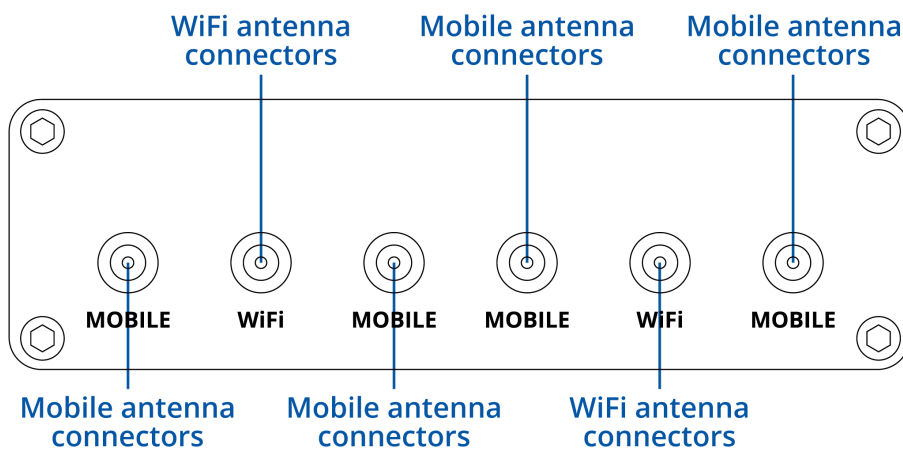 WiFi antenna
connectors
Mobile antenna
connectors
Mobile antenna
connectors
MOBILE
WiFi
MOBILE
MOBILE
WiFi
MOBILE
Mobile antenna
connectors
Mobile antenna
connectors
WiFi antenna
connectors